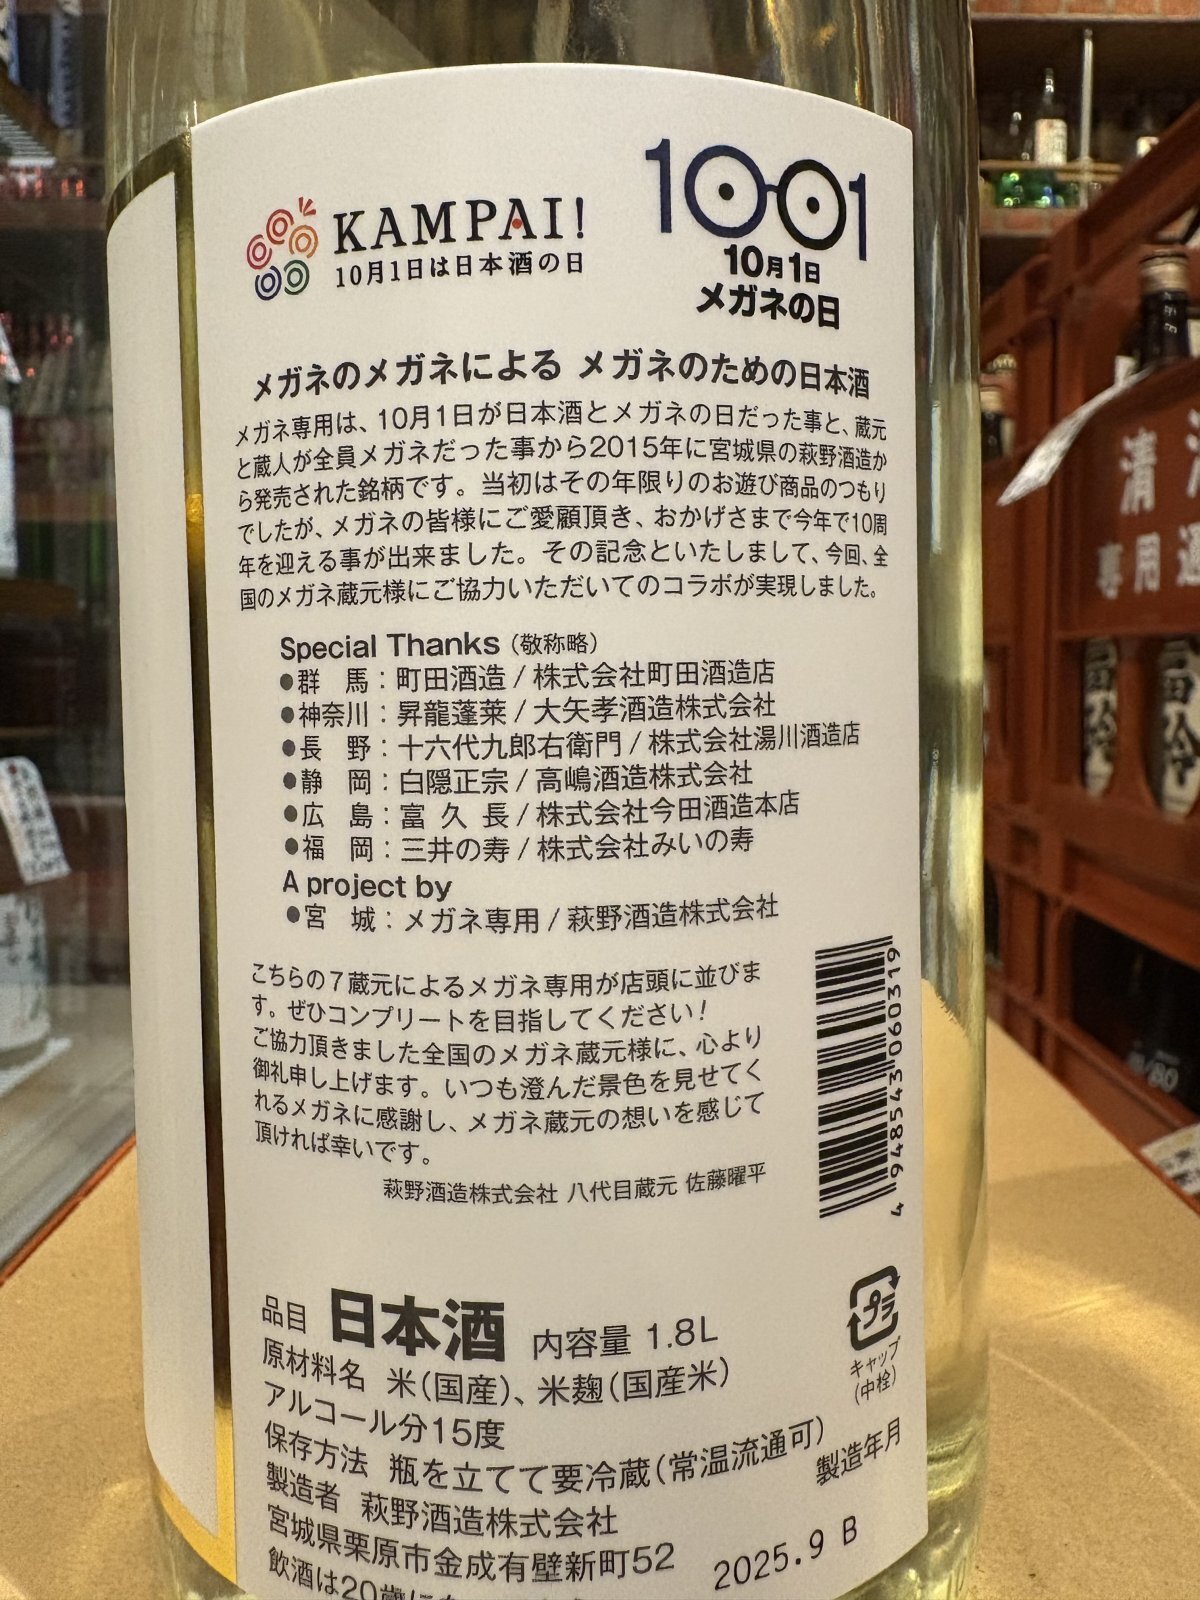 KAMPAI!
10月1日は日本酒の日
1001
10月1日
メガネの日
メガネのメガネによる メガネのための日本酒
メガネ専用は、10月1日が日本酒とメガネの日だった事と、蔵元
と蔵人が全員メガネだった事から2015年に宮城県の萩野酒造か
ら発売された銘柄です。当初はその年限りのお遊び商品のつもり
でしたが、メガネの皆様にご愛顧頂き、おかげさまで今年で10周
年を迎える事が出来ました。その記念といたしまして、今回、全
国のメガネ蔵元様にご協力いただいてのコラボが実現しました。
Special Thanks（敬称略）
●群 馬：町田酒造 / 株式会社町田酒造店
●神奈川：昇龍蓬莱 / 大矢孝酒造株式会社
●長 野：十六代九郎右衛門 / 株式会社湯川酒造店
●静 岡：白隠正宗 / 高嶋酒造株式会社
●広 島：富 久 長 / 株式会社今田酒造本店
●福 岡：三井の寿 / 株式会社みいの寿
A project by
●宮 城：メガネ専用 / 萩野酒造株式会社
こちらの7蔵元によるメガネ専用が店頭に並びま
す。ぜひコンプリートを目指してください！
ご協力頂きました全国のメガネ蔵元様に、心より
御礼申し上げます。いつも澄んだ景色を見せてく
れるメガネに感謝し、メガネ蔵元の想いを感じて
頂ければ幸いです。
萩野酒造株式会社 八代目蔵元 佐藤曜平
4948543060319
品目 日本酒 内容量 1.8L
原材料名 米(国産)、米麹(国産米)
アルコール分15度
保存方法 瓶を立てて要冷蔵(常温流通可)
製造者 萩野酒造株式会社
宮城県栗原市金成有壁新町52
飲酒は20歳に
プラ
キャップ
(中栓)
製造年月
2025.9 B
清
専用